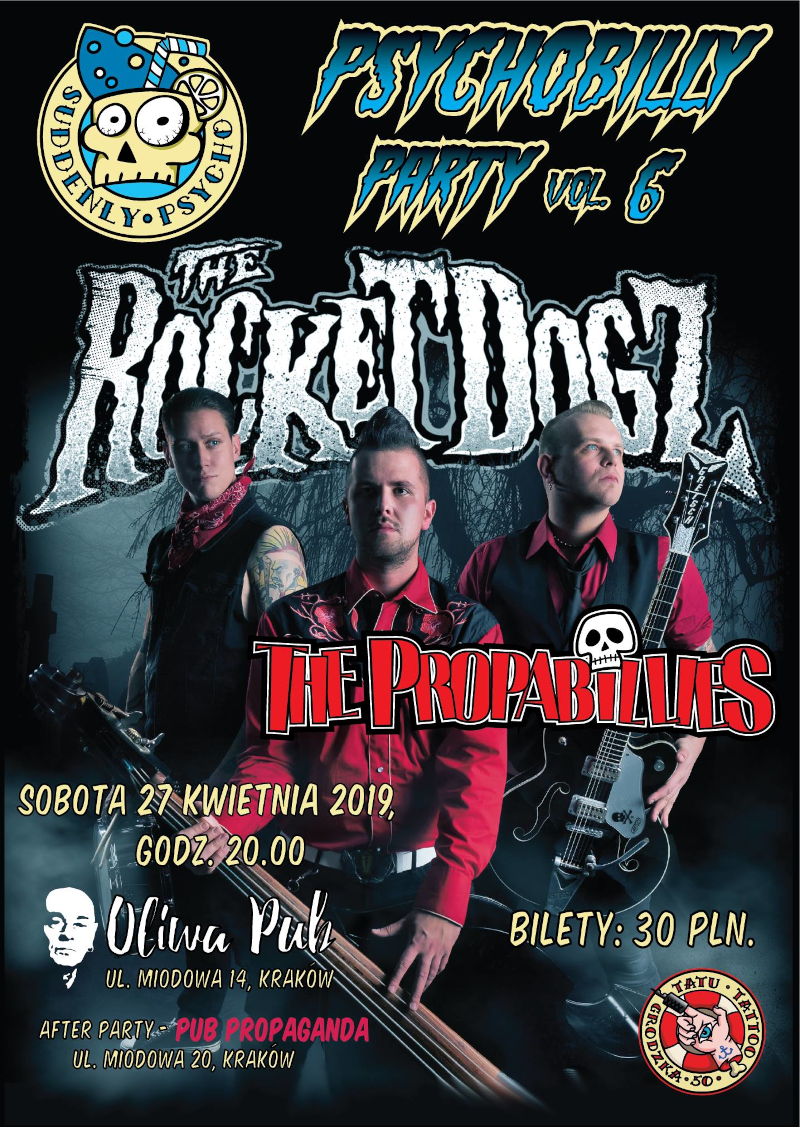 SUDDENLY • PSYCHO
PSYCHOBILLY
PARTY VOL. 6
THE
ROCKETDOGZ
THE PROPABILLIES
SOBOTA 27 KWIETNIA 2019,
GODZ. 20.00
Oliwa Pub
UL. MIODOWA 14, KRAKÓW
BILETY: 30 PLN.
AFTER PARTY - PUB PROPAGANDA
UL. MIODOWA 20, KRAKÓW
TATU • TATTOO
GRODZKA • 50 •